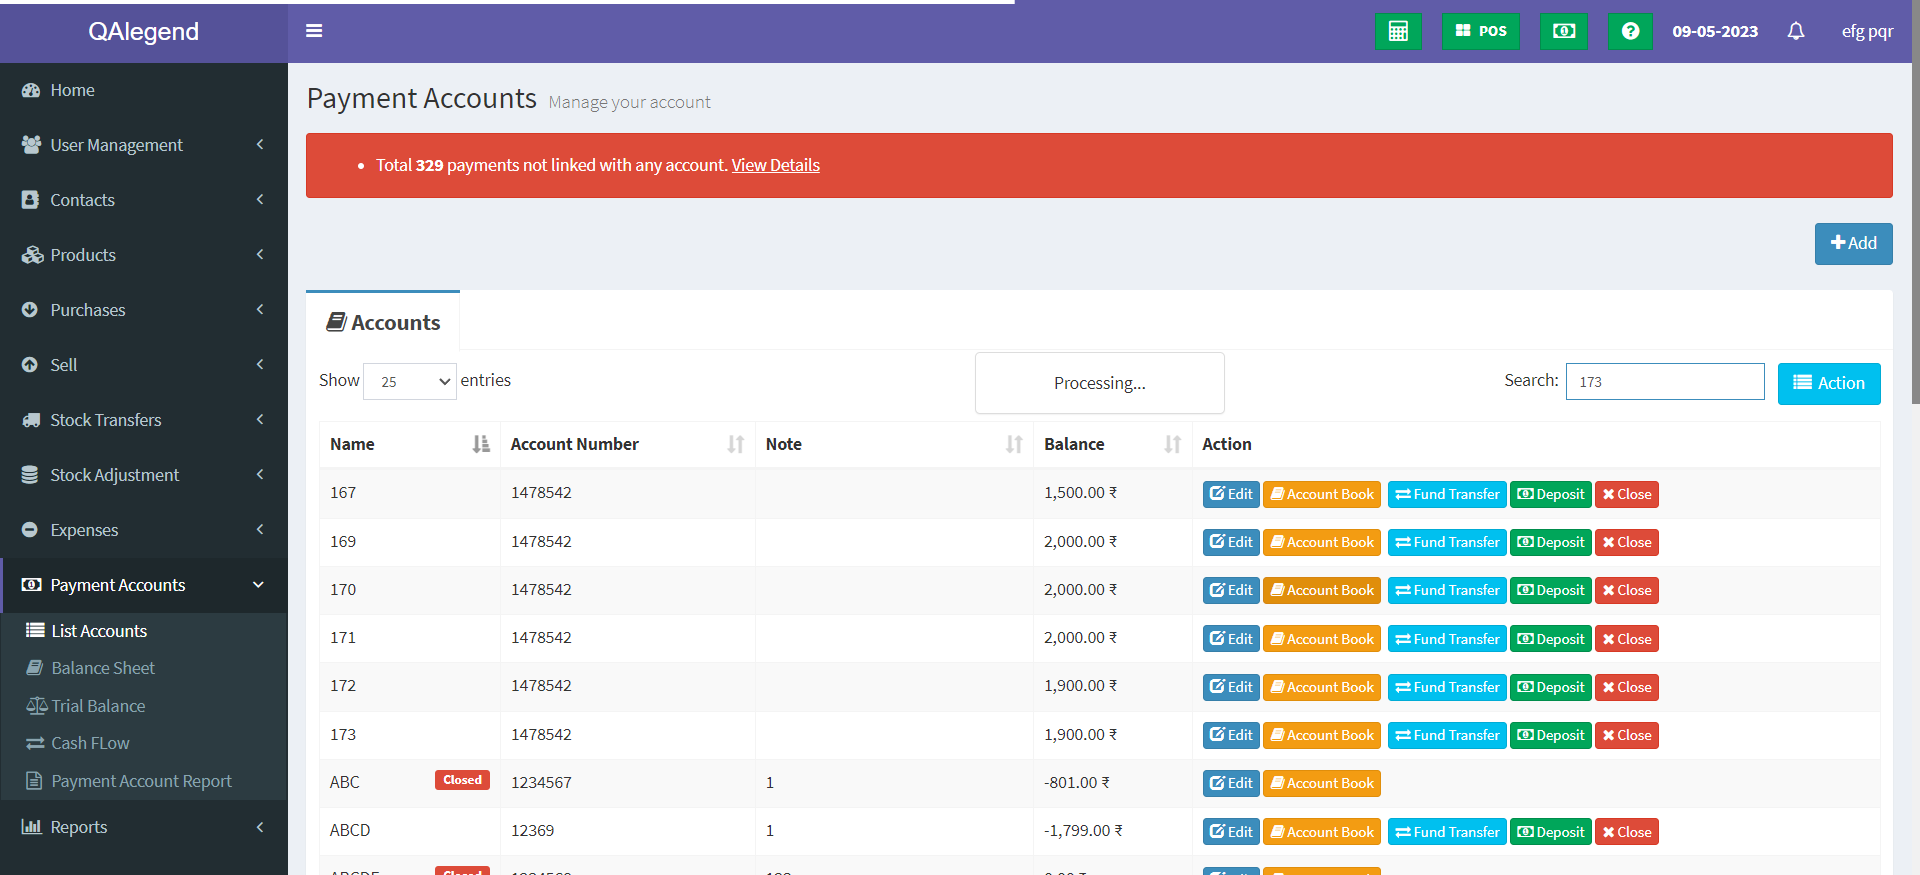 QAlegend
POS
09-05-2023
efg pqr
Home
User Management
Contacts
Products
Purchases
Sell
Stock Transfers
Stock Adjustment
Expenses
Payment Accounts
List Accounts
Balance Sheet
Trial Balance
Cash FLow
Payment Account Report
Reports
Payment Accounts Manage your account
Total 329 payments not linked with any account. View Details
Add
Accounts
Show 25 entries
Processing...
Search: 173
Action
Name Account Number Note Balance Action
167 1478542 1,500.00 ₹ Edit Account Book Fund Transfer Deposit Close
169 1478542 2,000.00 ₹ Edit Account Book Fund Transfer Deposit Close
170 1478542 2,000.00 ₹ Edit Account Book Fund Transfer Deposit Close
171 1478542 2,000.00 ₹ Edit Account Book Fund Transfer Deposit Close
172 1478542 1,900.00 ₹ Edit Account Book Fund Transfer Deposit Close
173 1478542 1,900.00 ₹ Edit Account Book Fund Transfer Deposit Close
ABC Closed 1234567 1 -801.00 ₹ Edit Account Book
ABCD 12369 1 -1,799.00 ₹ Edit Account Book Fund Transfer Deposit Close
ABCDE Closed